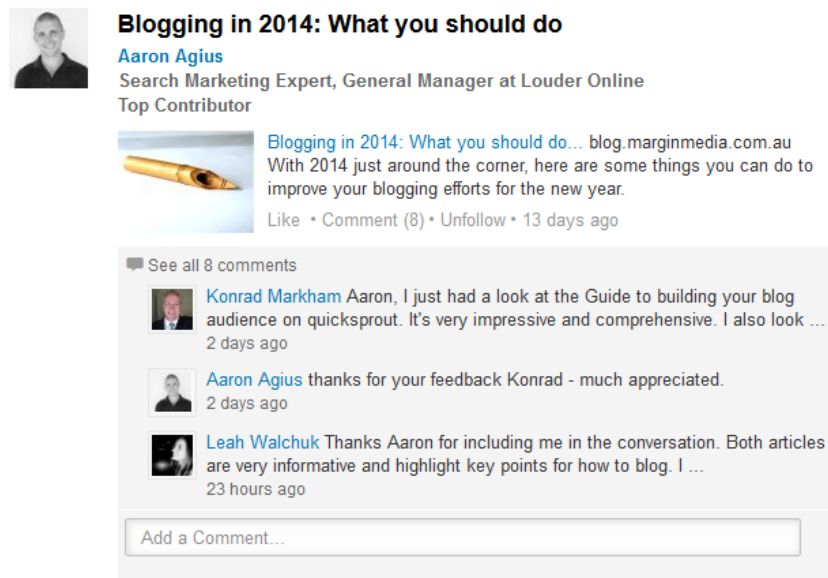 Blogging in 2014: What you should do
Aaron Agius
Search Marketing Expert, General Manager at Louder Online
Top Contributor
Blogging in 2014: What you should do... blog.marginmedia.com.au
With 2014 just around the corner, here are some things you can do to
improve your blogging efforts for the new year.
Like • Comment (8) • Unfollow • 13 days ago
See all 8 comments
Konrad Markham Aaron, I just had a look at the Guide to building your blog
audience on quicksprout. It's very impressive and comprehensive. I also look ...
2 days ago
Aaron Agius thanks for your feedback Konrad - much appreciated.
2 days ago
Leah Walchuk Thanks Aaron for including me in the conversation. Both articles
are very informative and highlight key points for how to blog. I ...
23 hours ago
Add a Comment...